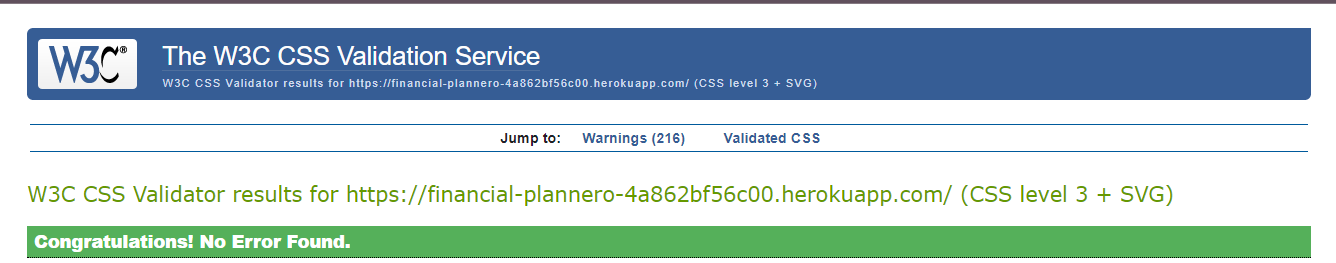 W3C®
The W3C CSS Validation Service
W3C CSS Validator results for https://financial-plannero-4a862bf56c00.herokuapp.com/ (CSS level 3 + SVG)
Jump to: Warnings (216) Validated CSS
W3C CSS Validator results for https://financial-plannero-4a862bf56c00.herokuapp.com/ (CSS level 3 + SVG)
Congratulations! No Error Found.